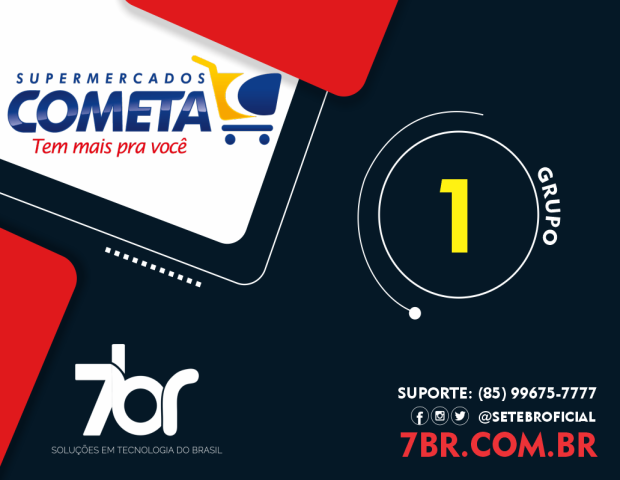 SUPERMERCADOS
COMETA
Tem mais pra você
1
GRUPO
7br
SOLUÇÕES EM TECNOLOGIA DO BRASIL
SUPORTE: (85) 99675-7777
@SETEBROFICIAL
7BR.COM.BR